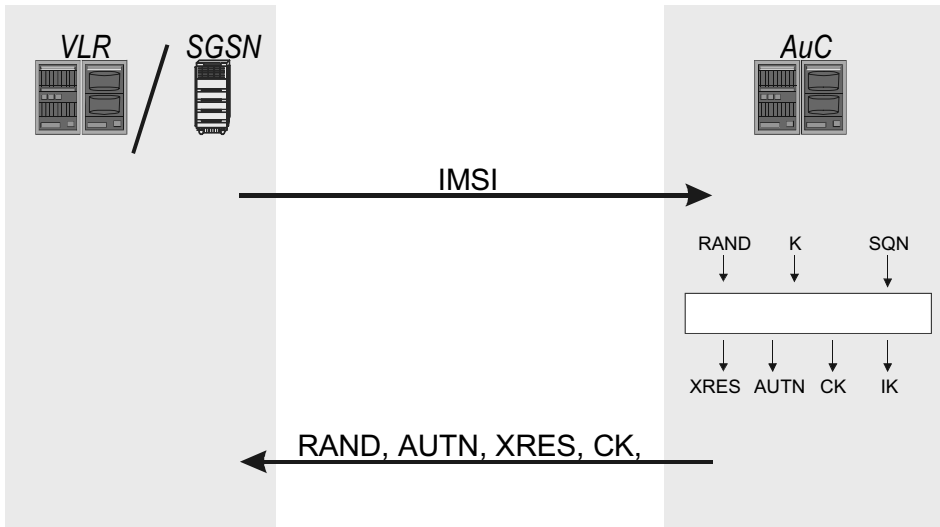 VLR / SGSN
AuC
IMSI
RAND K SQN
XRES AUTN CK IK
RAND, AUTN, XRES, CK,